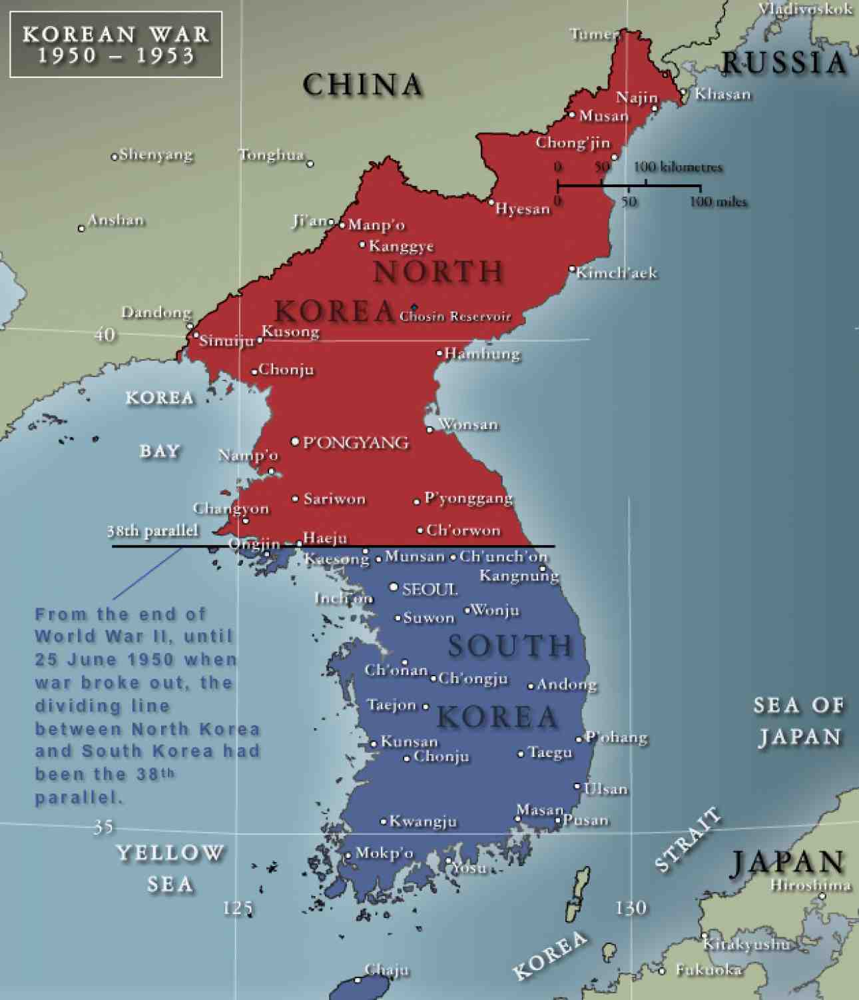 KOREAN WAR
1950 – 1953
Vladivoskok
Tumen
RUSSIA
CHINA
Khasan
Najin
Musan
Chong'jin
Shenyang
Tonghua
0 50 100 kilometres
0 50 100 miles
Hyesan
Anshan
Ji'an
Manp'o
Kanggye
NORTH
KOREA
Kimch'aek
Chosin Reservoir
Dandong
40
Sinuiju
Kusong
Hamhung
Chonju
KOREA
BAY
Wonsan
P'ONGYANG
Namp'o
Sariwon
P'yonggang
Changyon
38th parallel
Ch'orwon
Haeju
Ongjin
Kaesong
Munsan
Ch'unch'on
Kangnung
SEOUL
Inch'on
Wonju
Suwon
From the end of
World War II, until
25 June 1950 when
war broke out, the
dividing line
between North Korea
and South Korea had
been the 38th
parallel.
SOUTH
KOREA
Ch'onan
Ch'ongju
Andong
Taejon
SEA OF
JAPAN
Kunsan
Chonju
P'ohang
Taegu
Ulsan
Masan
Pusan
Kwangju
35
YELLOW
SEA
Mokp'o
Yosu
KOREA
STRAIT
JAPAN
Hiroshima
125
130
Kitakyushu
Fukuoka
Chaju